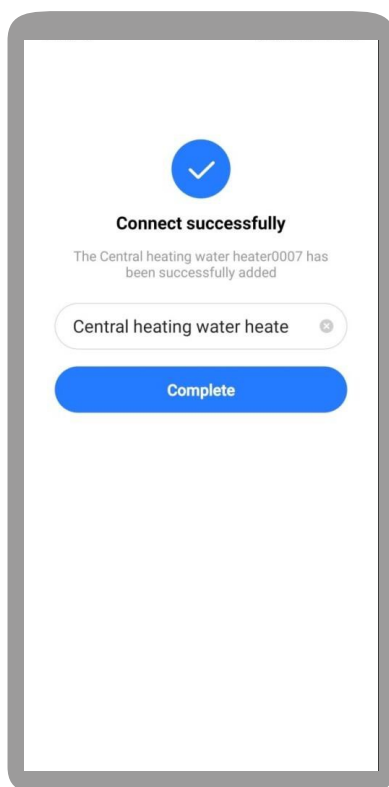 Connect successfully
The Central heating water heater0007 has
been successfully added
Central heating water heate
Complete